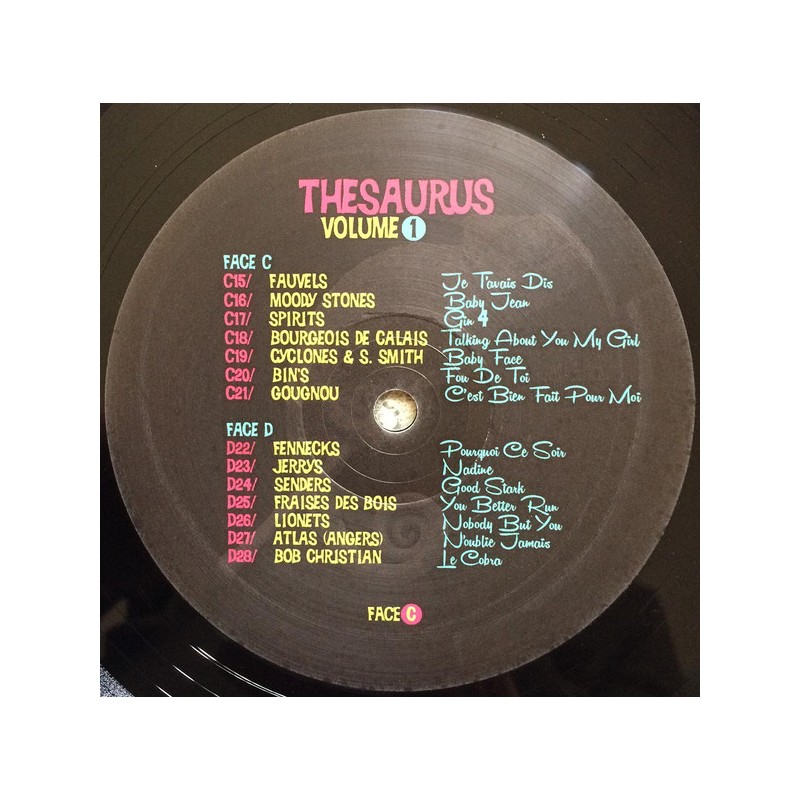 THESAURUS
VOLUME 1
FACE C
C15/ FAUVELS Je T'avais Dis
C16/ MOODY STONES Baby Jean
C17/ SPIRITS Gin 4
C18/ BOURGEOIS DE CALAIS Talking About You My Girl
C19/ CYCLONES & S. SMITH Baby Face
C20/ BIN'S Fou De Toi
C21/ GOUGNOU C'est Bien Fait Pour Moi
FACE D
D22/ FENNECKS Pourquoi Ce Soir
D23/ JERRYS Nadine
D24/ SENDERS Good Stark
D25/ FRAISES DES BOIS You Better Run
D26/ LIONETS Nobody But You
D27/ ATLAS (ANGERS) N'oublie Jamais
D28/ BOB CHRISTIAN Le Cobra
FACE C